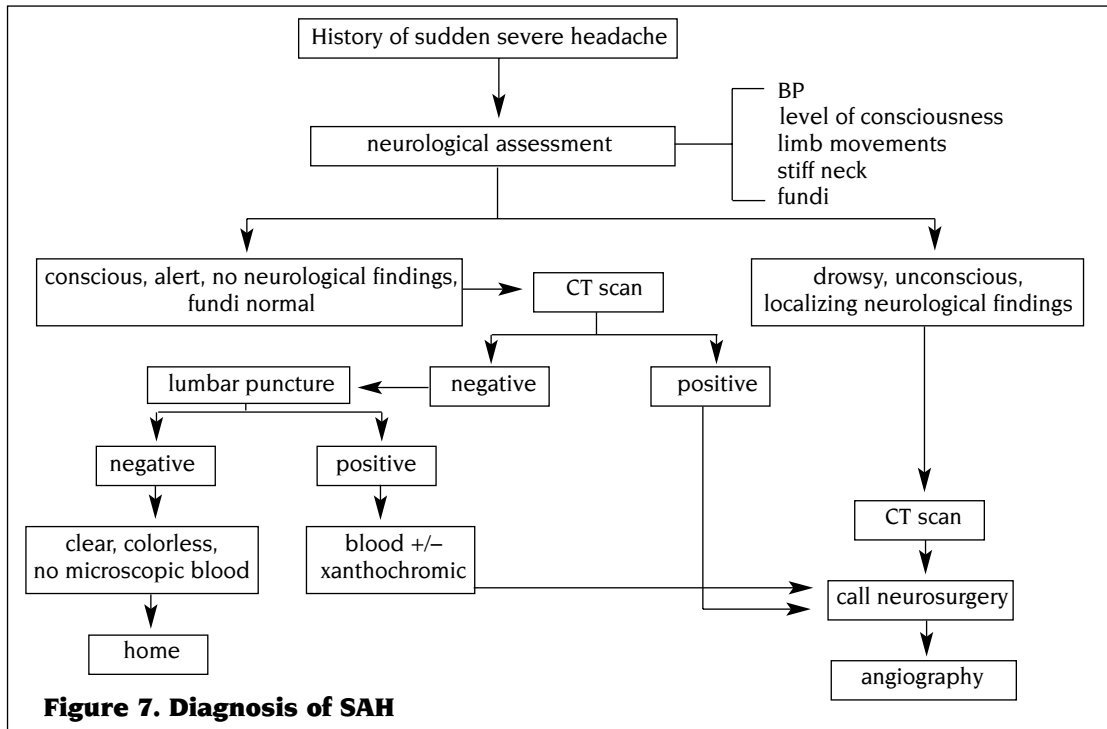 History of sudden severe headache
neurological assessment
BP
level of consciousness
limb movements
stiff neck
fundi
conscious, alert, no neurological findings,
fundi normal
CT scan
drowsy, unconscious,
localizing neurological findings
lumbar puncture
negative
positive
negative
positive
clear, colorless,
no microscopic blood
blood +/–
xanthochromic
CT scan
call neurosurgery
home
angiography
Figure 7. Diagnosis of SAH